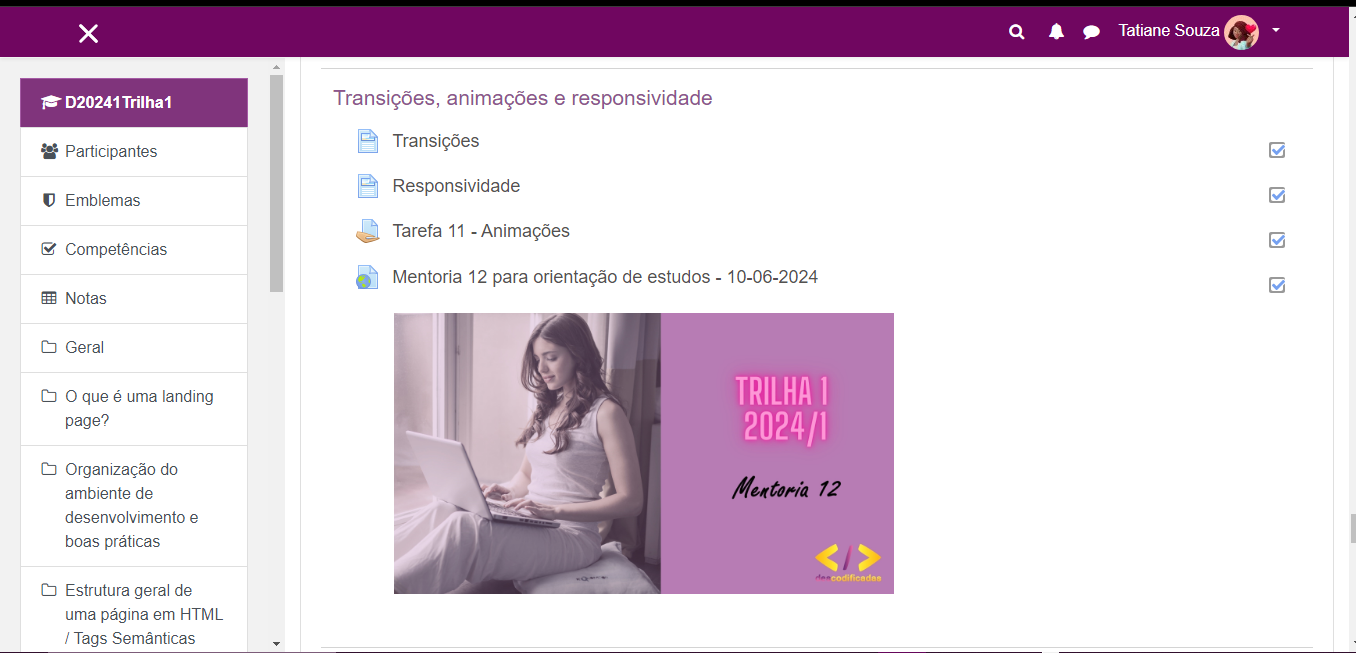 Tatiane Souza
D20241Trilha1
Participantes
Emblemas
Competências
Notas
Geral
O que é uma landing
page?
Organização do
ambiente de
desenvolvimento e
boas práticas
Estrutura geral de
uma página em HTML
/ Tags Semânticas
Transições, animações e responsividade
Transições
Responsividade
Tarefa 11 - Animações
Mentoria 12 para orientação de estudos - 10-06-2024
TRILHA 1
2024/1
Mentoria 12
</>
descodificadas